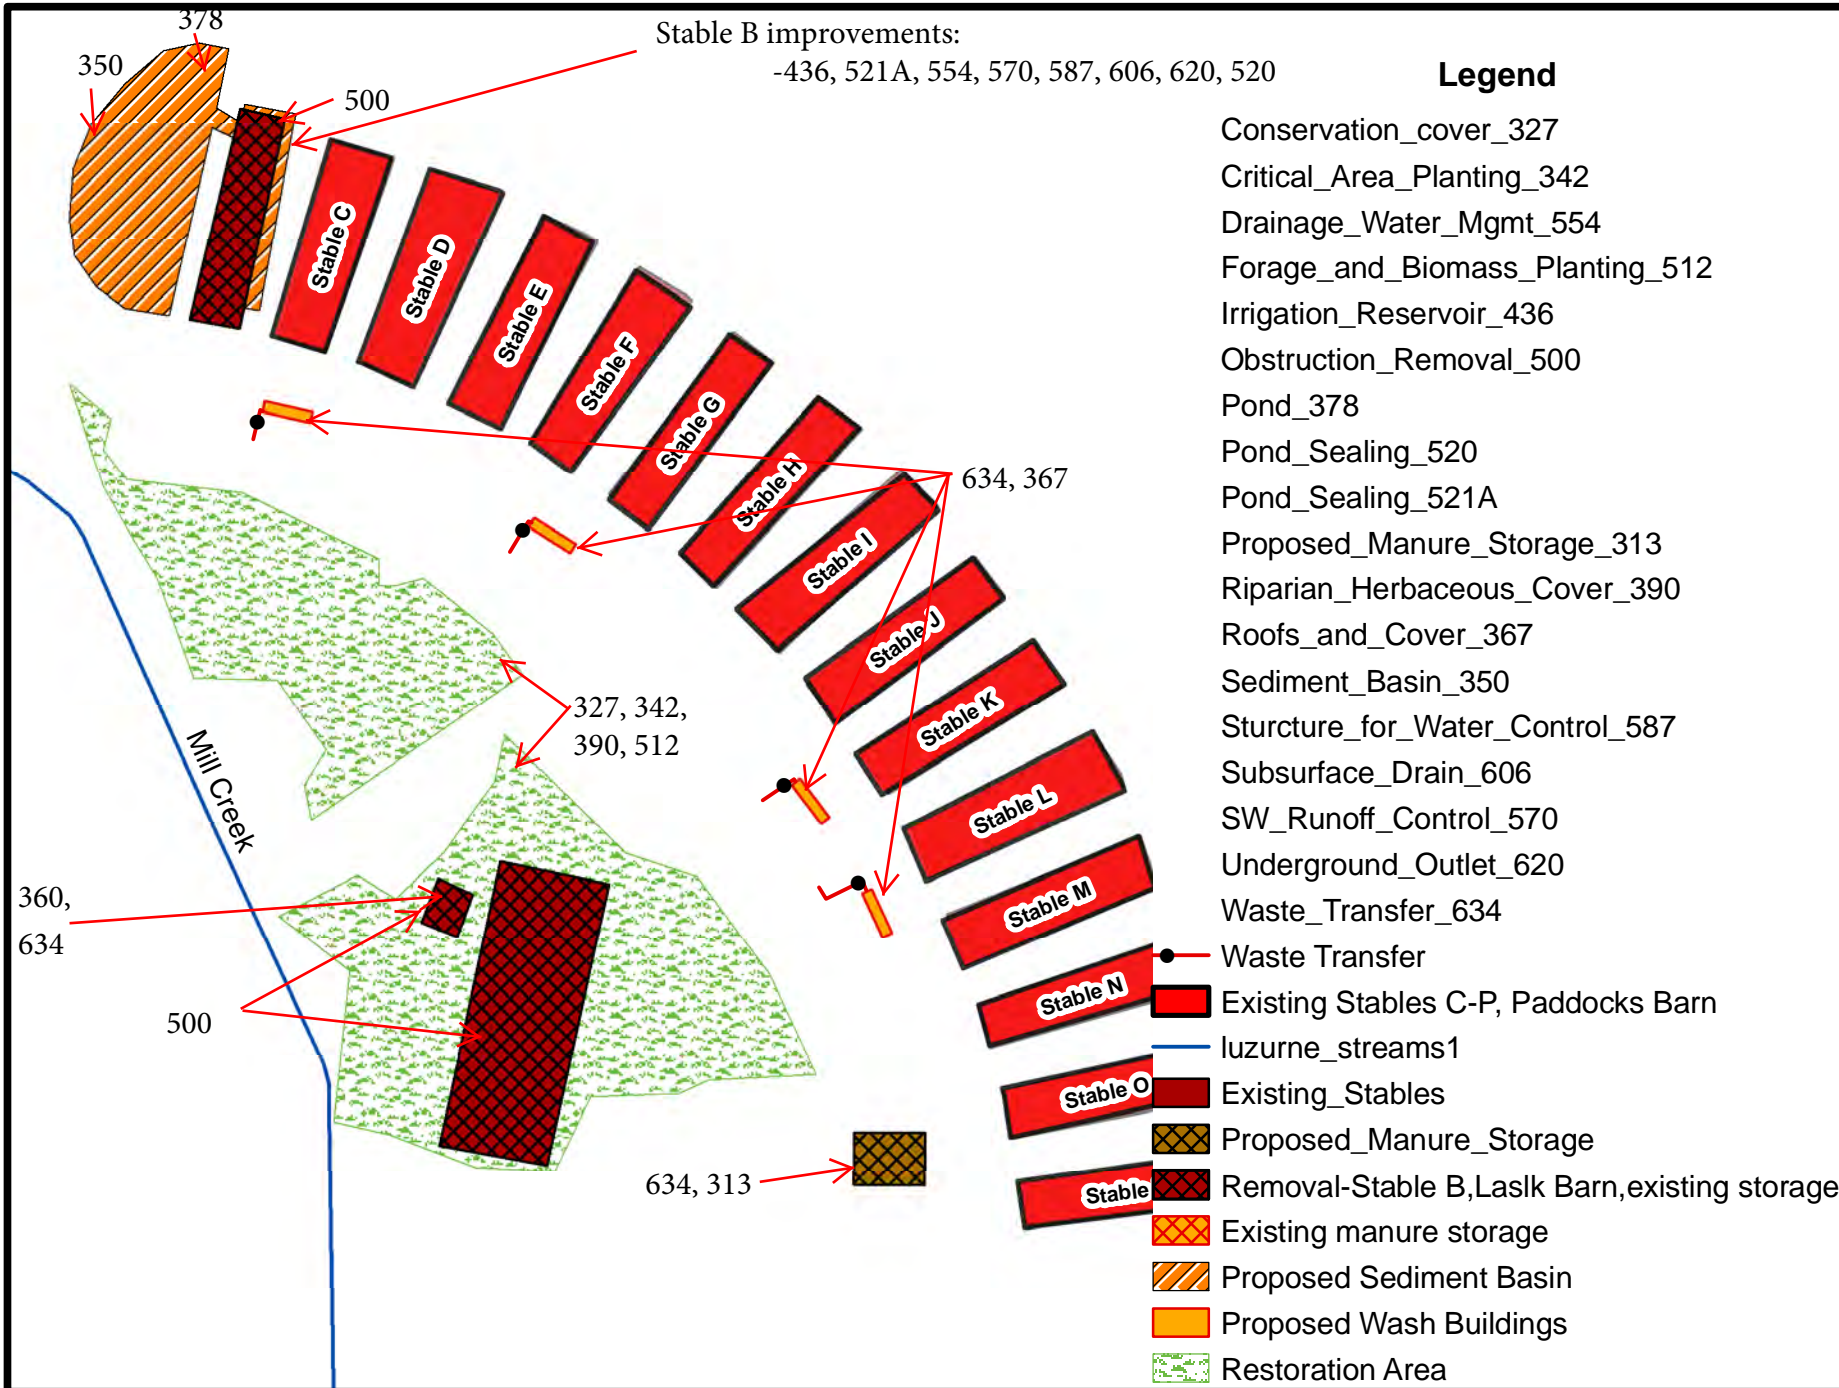 378
Stable B improvements:
-436, 521A, 554, 570, 587, 606, 620, 520
350
500
Legend
Conservation_cover_327
Critical_Area_Planting_342
Drainage_Water_Mgmt_554
Forage_and_Biomass_Planting_512
Irrigation_Reservoir_436
Obstruction_Removal_500
Pond_378
Pond_Sealing_520
Pond_Sealing_521A
Proposed_Manure_Storage_313
Riparian_Herbaceous_Cover_390
Roofs_and_Cover_367
Sediment_Basin_350
Sturcture_for_Water_Control_587
Subsurface_Drain_606
SW_Runoff_Control_570
Underground_Outlet_620
Waste_Transfer_634
Waste Transfer
Existing Stables C-P, Paddocks Barn
luzurne_streams1
Existing_Stables
Proposed_Manure_Storage
Removal-Stable B,Laslk Barn,existing storage
Existing manure storage
Proposed Sediment Basin
Proposed Wash Buildings
Restoration Area
Stable C
Stable D
Stable E
Stable F
Stable G
Stable H
Stable I
Stable J
Stable K
Stable L
Stable M
Stable N
Stable O
Stable
634, 367
327, 342,
390, 512
Mill Creek
360,
634
500
634, 313